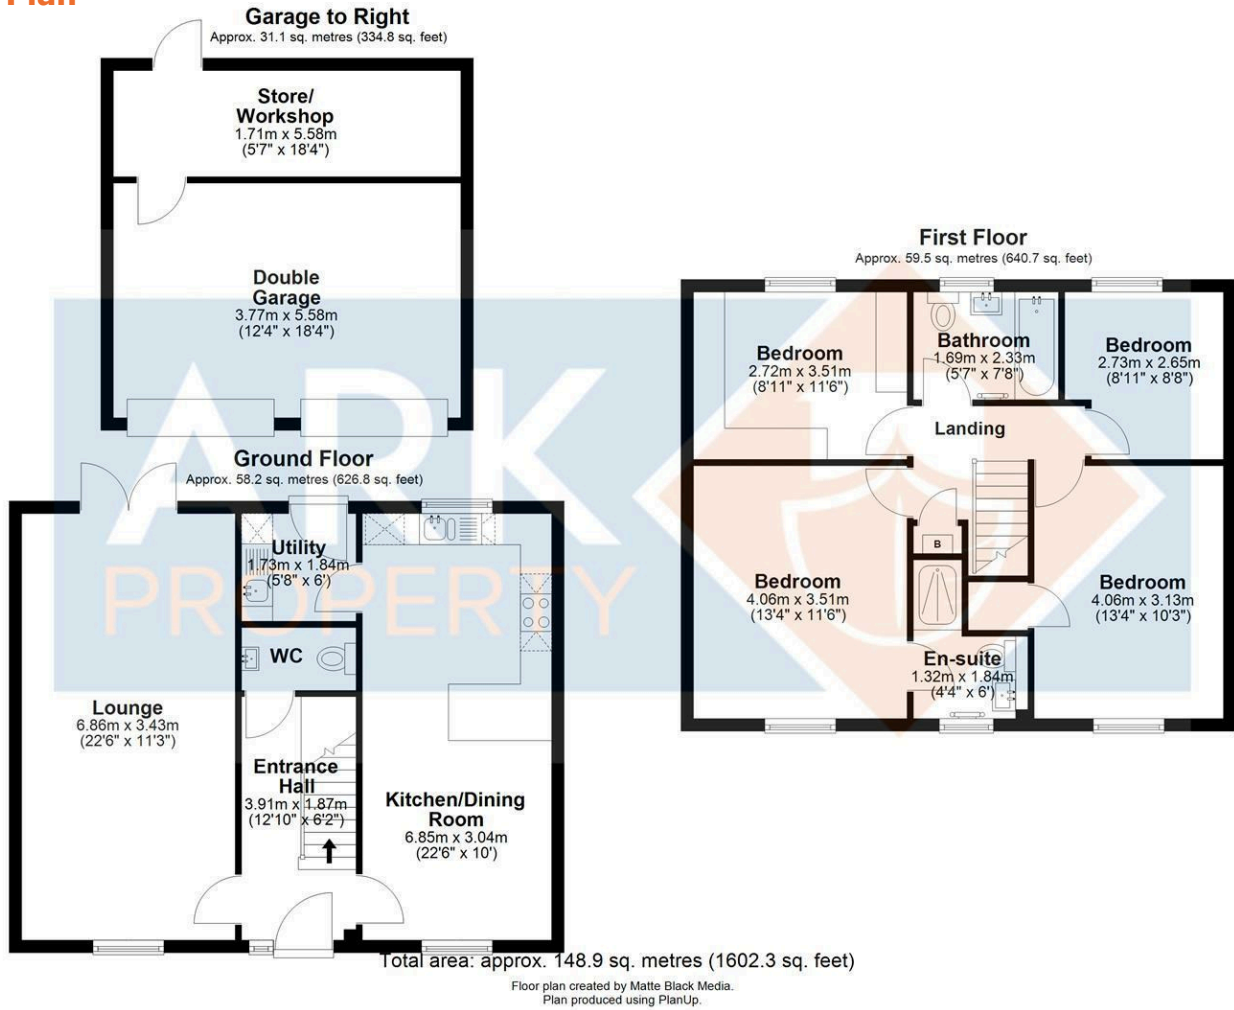 Plan
Garage to Right
Approx. 31.1 sq. metres (334.8 sq. feet)
Store/
Workshop
1.71m x 5.58m
(5'7" x 18'4")
Double
Garage
3.77m x 5.58m
(12'4" x 18'4")
Ground Floor
Approx. 58.2 sq. metres (626.8 sq. feet)
Utility
1.73m x 1.84m
(5'8" x 6')
WC
Lounge
6.86m x 3.43m
(22'6" x 11'3")
Entrance
Hall
3.91m x 1.87m
(12'10" x 6'2")
Kitchen/Dining
Room
6.85m x 3.04m
(22'6" x 10')
First Floor
Approx. 59.5 sq. metres (640.7 sq. feet)
Bedroom
2.72m x 3.51m
(8'11" x 11'6")
Bathroom
1.69m x 2.33m
(5'7" x 7'8")
Bedroom
2.73m x 2.65m
(8'11" x 8'8")
Landing
B
Bedroom
4.06m x 3.51m
(13'4" x 11'6")
Bedroom
4.06m x 3.13m
(13'4" x 10'3")
En-suite
1.32m x 1.84m
(4'4" x 6')
ARK
PROPERTY
Total area: approx. 148.9 sq. metres (1602.3 sq. feet)
Floor plan created by Matte Black Media.
Plan produced using PlanUp.